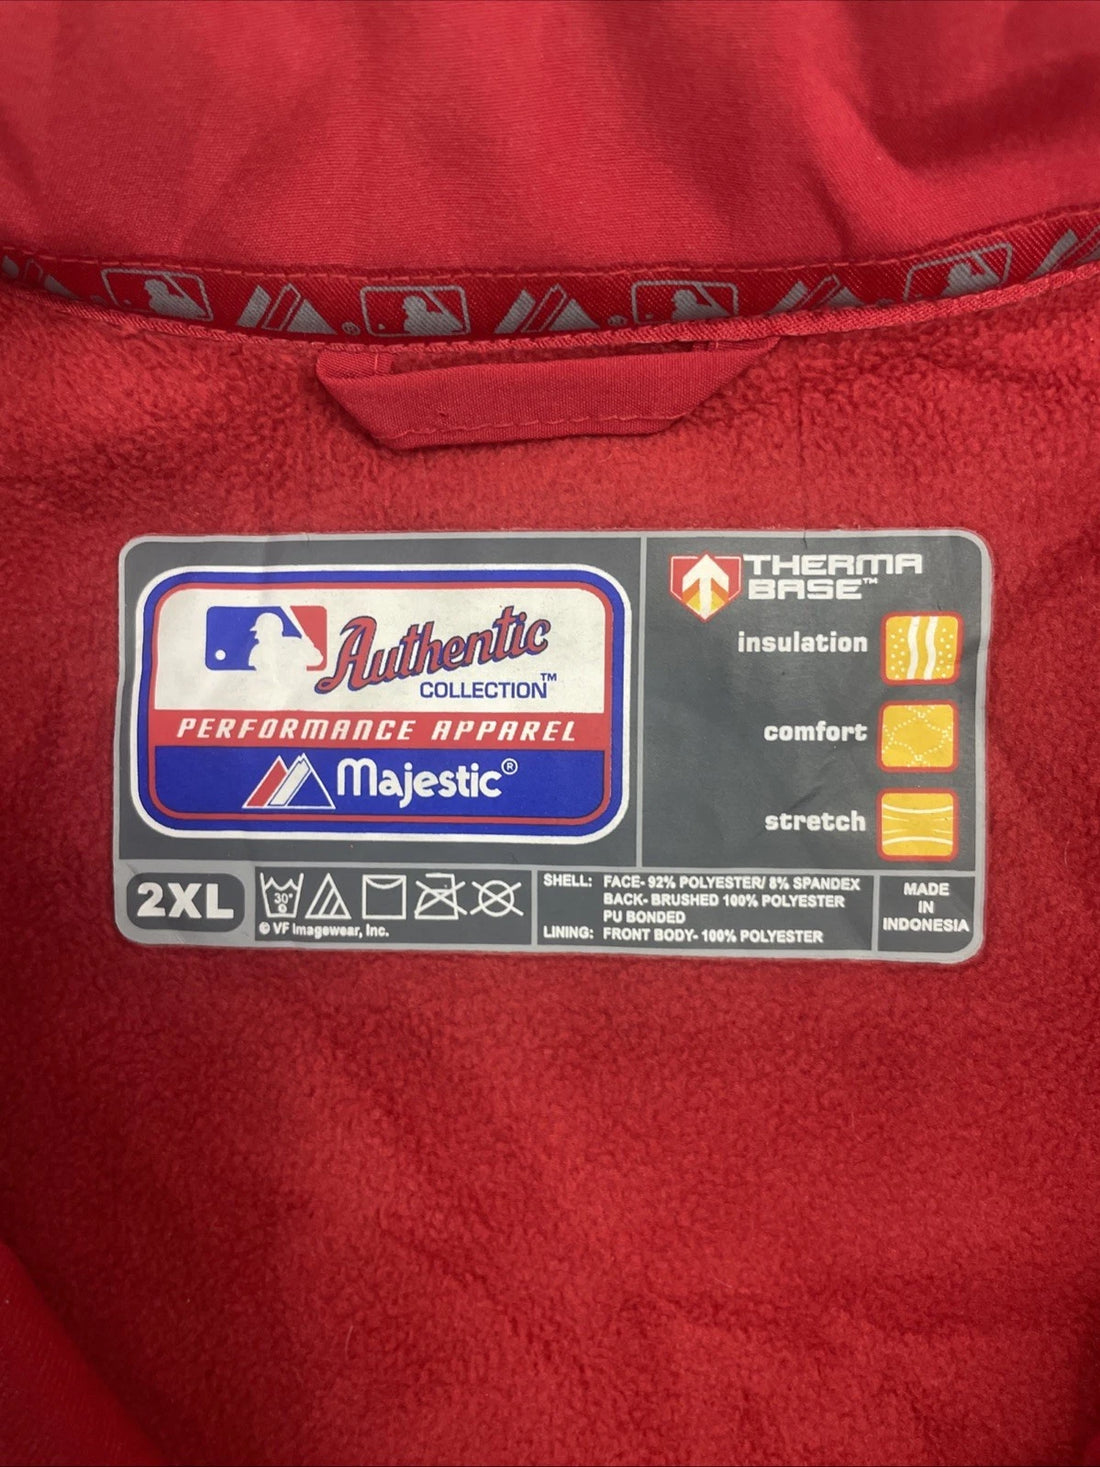 Authentic
COLLECTION™
PERFORMANCE APPAREL
Majestic®
THERMA
BASE™
insulation
comfort
stretch
2XL
30°
© VF Imagewear, Inc.
SHELL: FACE- 92% POLYESTER/ 8% SPANDEX
BACK- BRUSHED 100% POLYESTER
PU BONDED
LINING: FRONT BODY- 100% POLYESTER
MADE
IN
INDONESIA